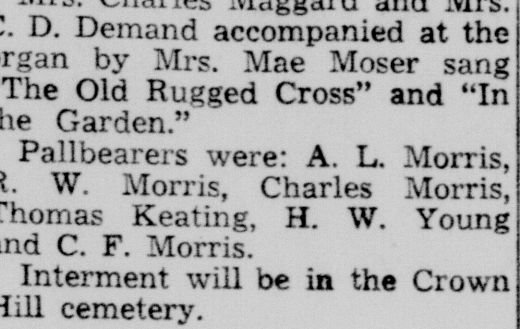 Mrs. Charles Maggard and Mrs.
C. D. Demand accompanied at the
organ by Mrs. Mae Moser sang
"The Old Rugged Cross" and "In
the Garden."
Pallbearers were: A. L. Morris,
R. W. Morris, Charles Morris,
Thomas Keating, H. W. Young
and C. F. Morris.
Interment will be in the Crown
Hill cemetery.